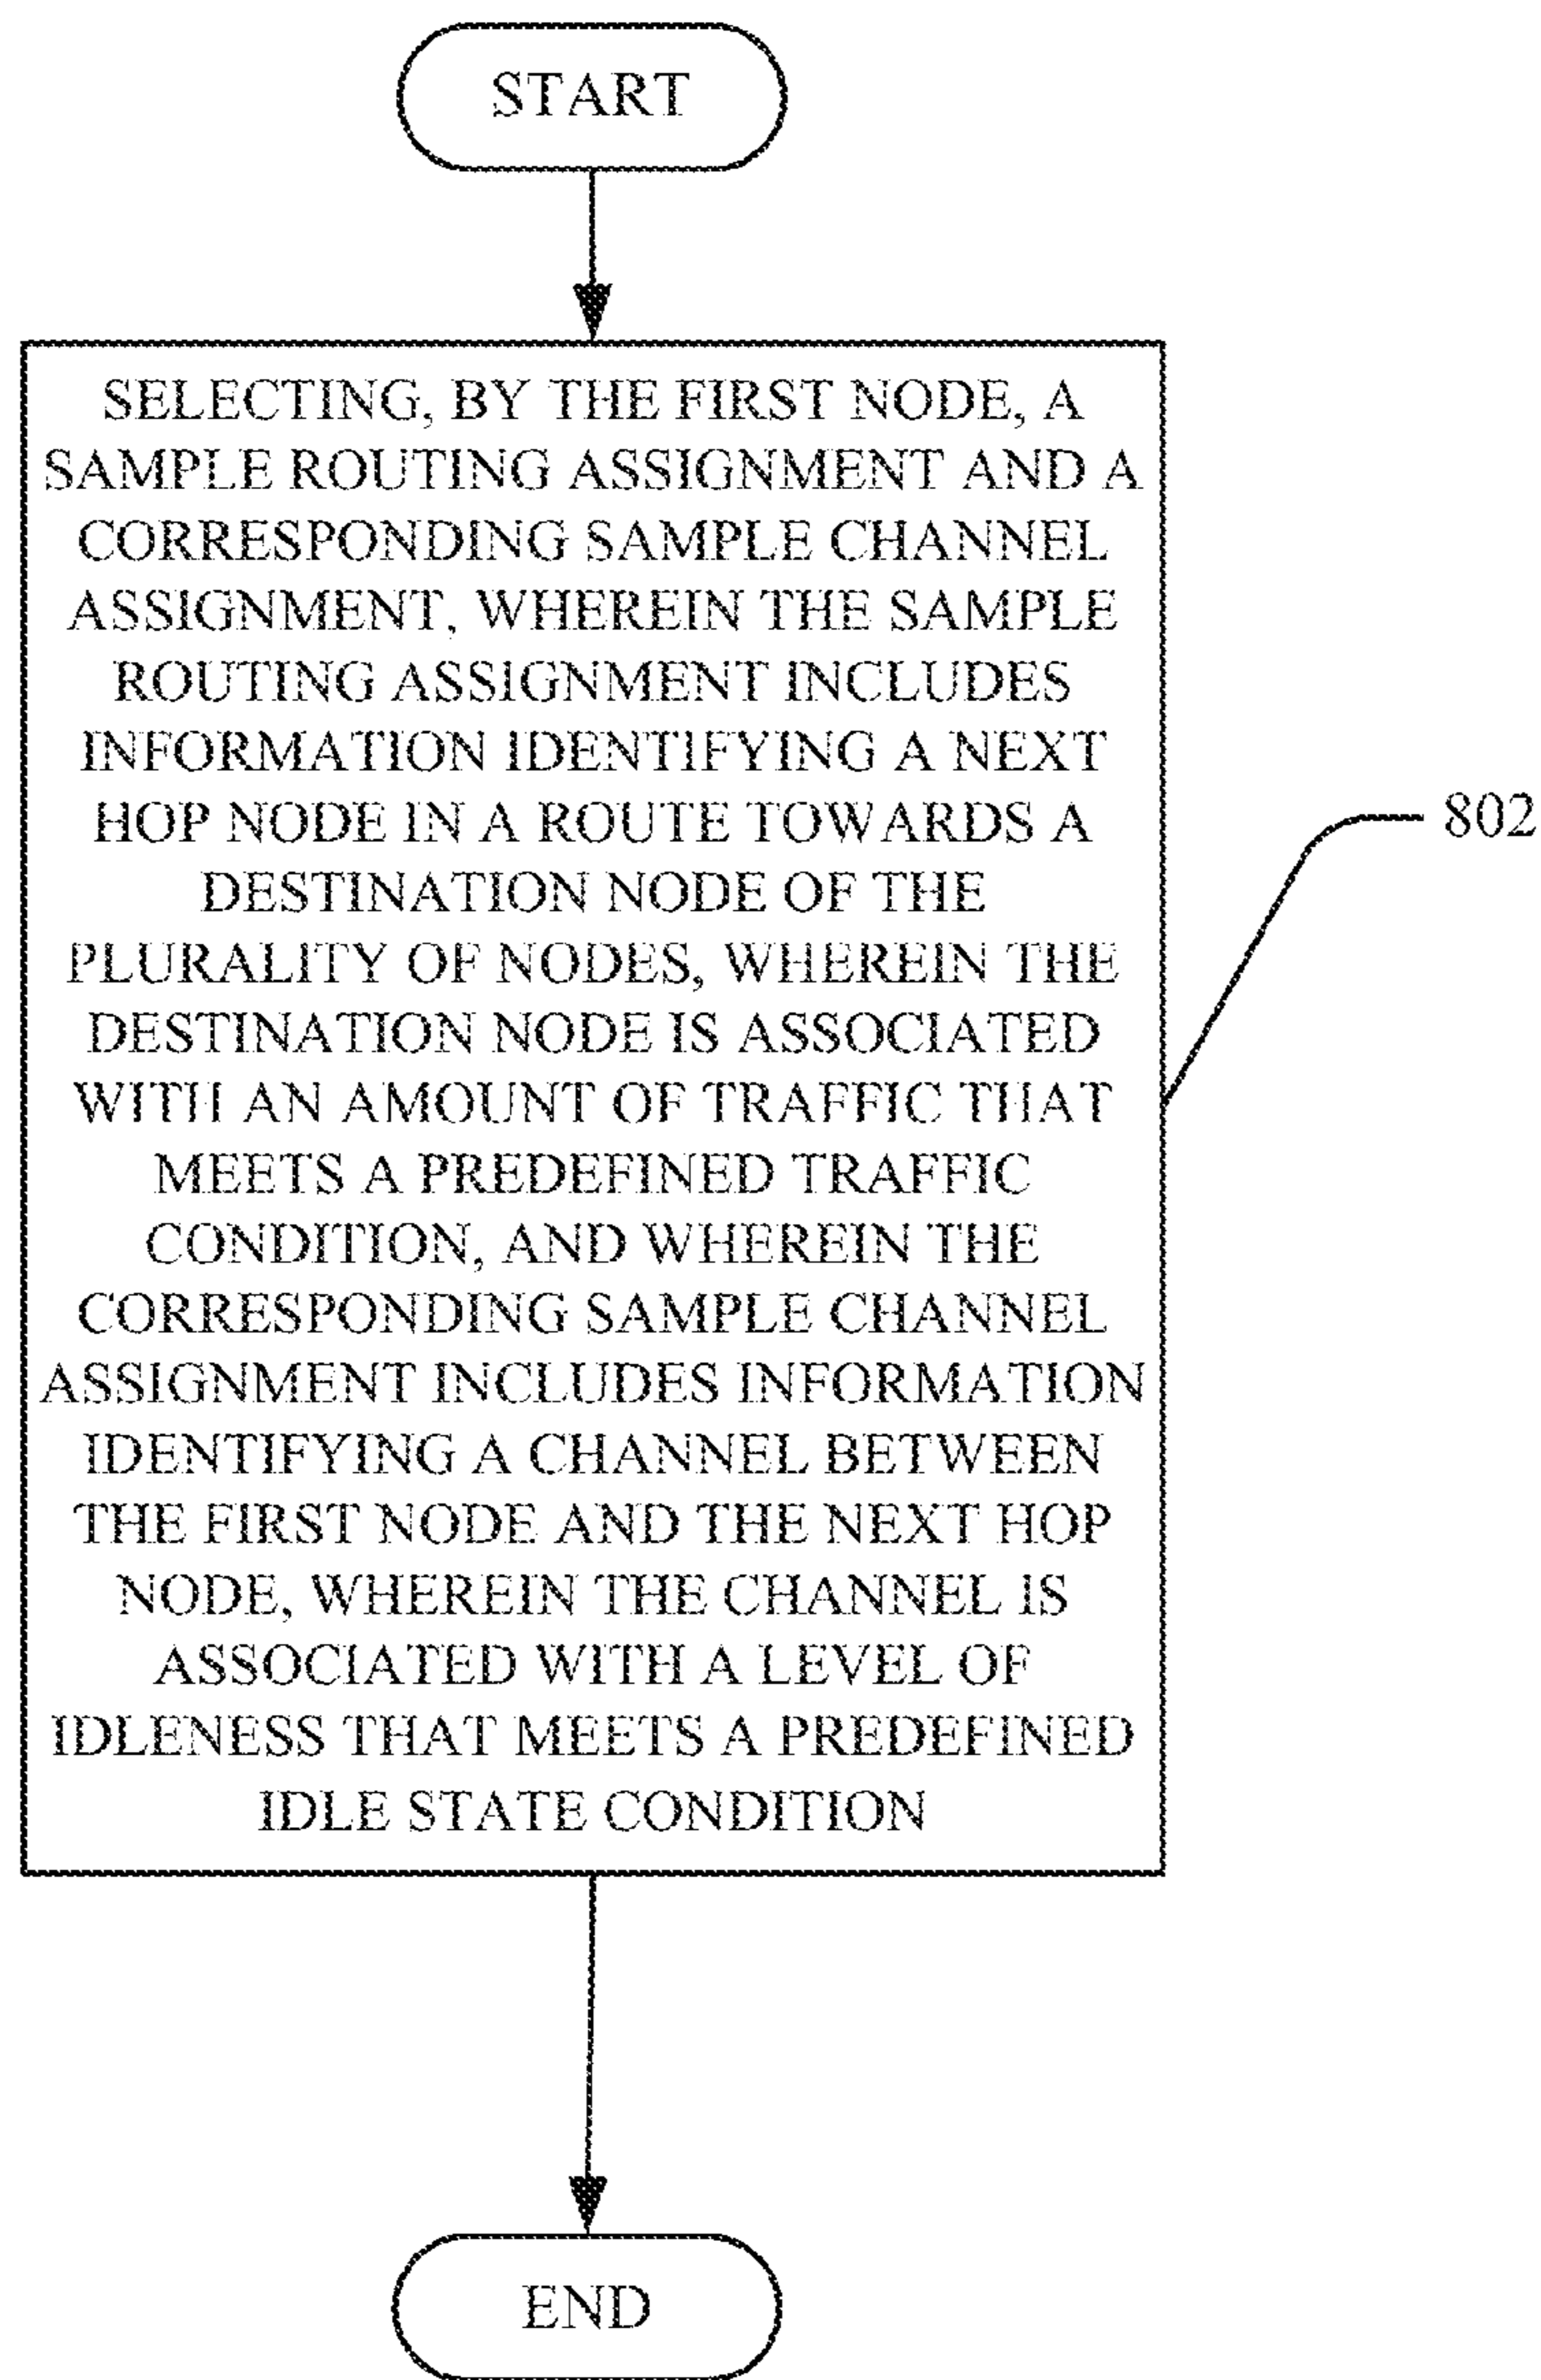 START
SELECTING, BY THE FIRST NODE, A
SAMPLE ROUTING ASSIGNMENT AND A
CORRESPONDING SAMPLE CHANNEL
ASSIGNMENT, WHEREIN THE SAMPLE
ROUTING ASSIGNMENT INCLUDES
INFORMATION IDENTIFYING A NEXT
HOP NODE IN A ROUTE TOWARDS A
DESTINATION NODE OF THE
PLURALITY OF NODES, WHEREIN THE
DESTINATION NODE IS ASSOCIATED
WITH AN AMOUNT OF TRAFFIC THAT
MEETS A PREDEFINED TRAFFIC
CONDITION, AND WHEREIN THE
CORRESPONDING SAMPLE CHANNEL
ASSIGNMENT INCLUDES INFORMATION
IDENTIFYING A CHANNEL BETWEEN
THE FIRST NODE AND THE NEXT HOP
NODE, WHEREIN THE CHANNEL IS
ASSOCIATED WITH A LEVEL OF
IDLENESS THAT MEETS A PREDEFINED
IDLE STATE CONDITION
802
END